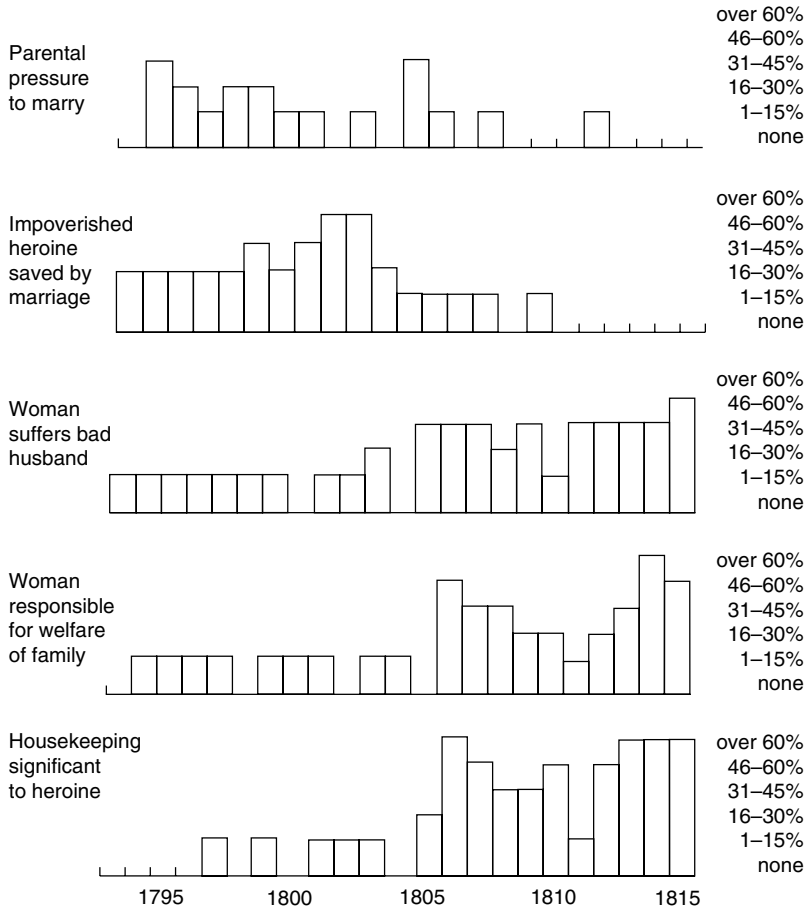 Parental
pressure
to marry
over 60%
46–60%
31–45%
16–30%
1–15%
none
Impoverished
heroine
saved by
marriage
over 60%
46–60%
31–45%
16–30%
1–15%
none
Woman
suffers bad
husband
over 60%
46–60%
31–45%
16–30%
1–15%
none
Woman
responsible
for welfare
of family
over 60%
46–60%
31–45%
16–30%
1–15%
none
Housekeeping
significant
to heroine
over 60%
46–60%
31–45%
16–30%
1–15%
none
1795 1800 1805 1810 1815